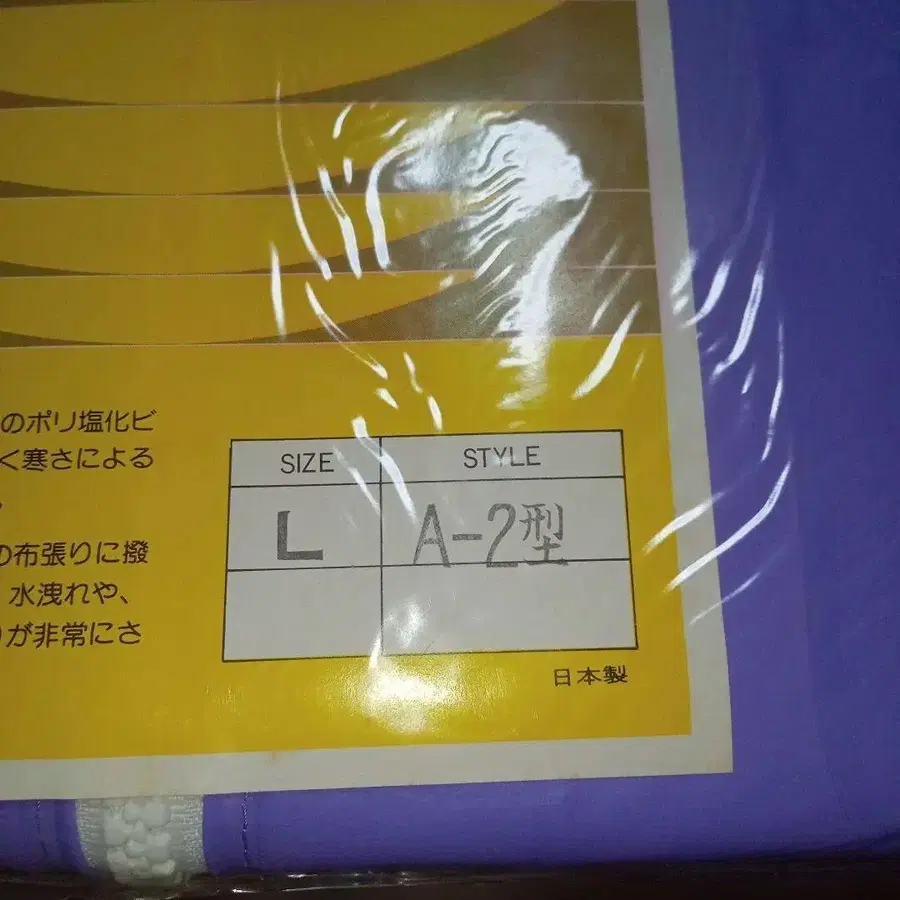 のポリ塩化ビ
く寒さによる
の布張りに撥
水洩れや、
りが非常にさ
SIZE STYLE
L A-2型
日本製